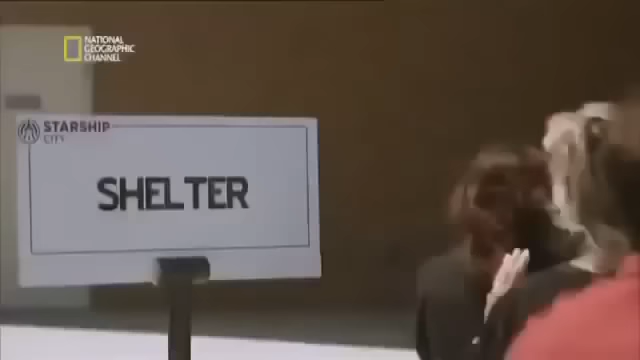 NATIONAL
GEOGRAPHIC
CHANNEL
STARSHIP
CITY
SHELTER